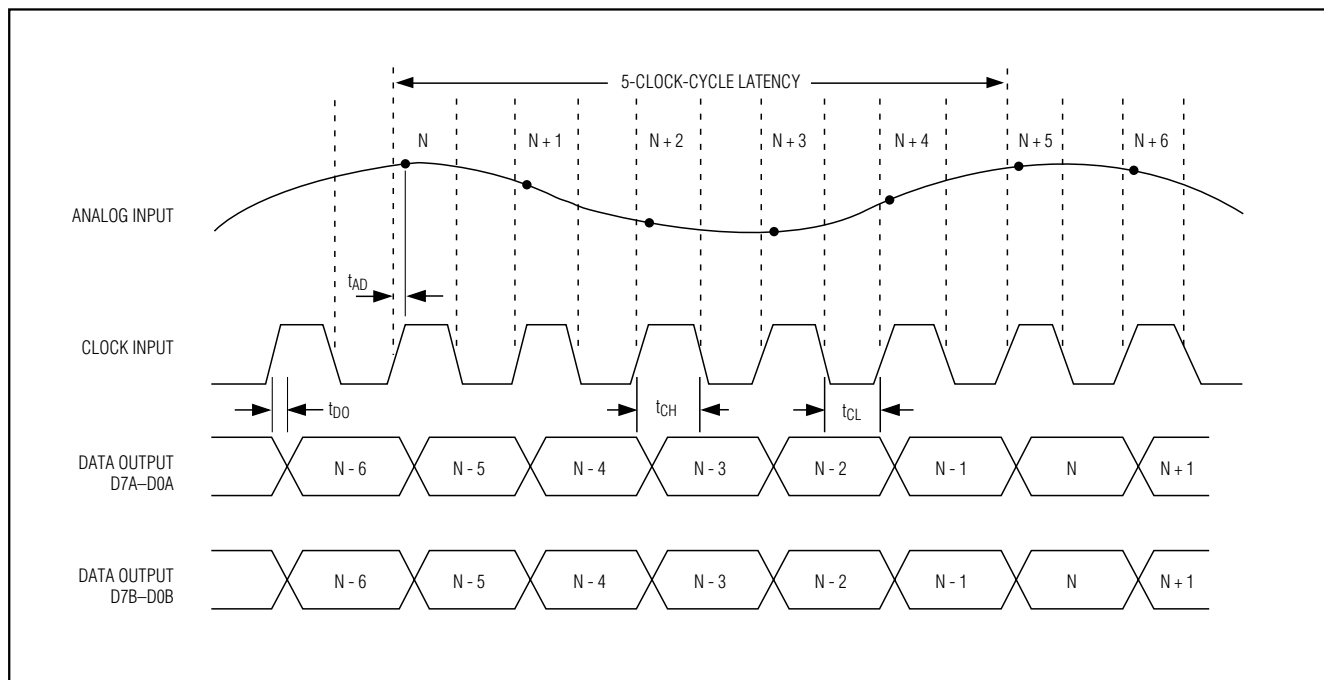 5-CLOCK-CYCLE LATENCY
N N + 1 N + 2 N + 3 N + 4 N + 5 N + 6
ANALOG INPUT
tAD
CLOCK INPUT
tDO tCH tCL
DATA OUTPUT
D7A–D0A
N - 6 N - 5 N - 4 N - 3 N - 2 N - 1 N N + 1
DATA OUTPUT
D7B–D0B
N - 6 N - 5 N - 4 N - 3 N - 2 N - 1 N N + 1